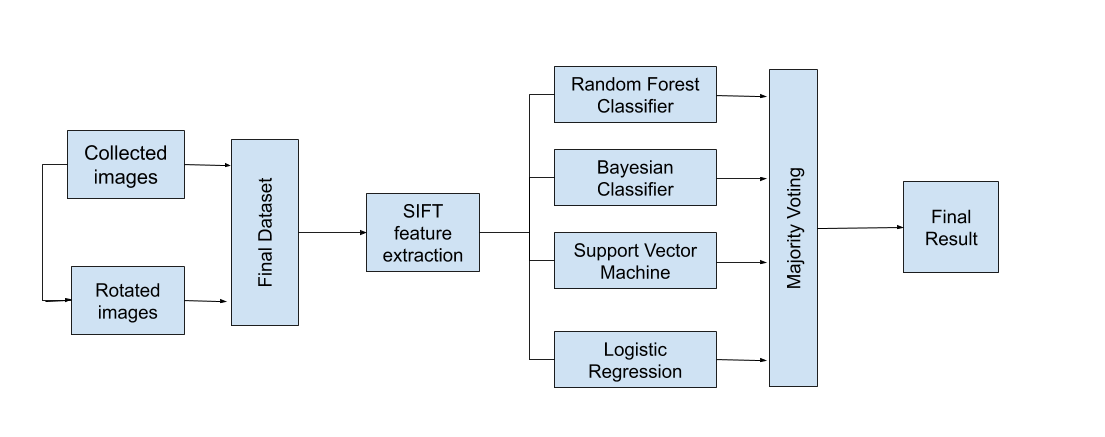 Collected
images
Rotated
images
Final Dataset
SIFT
feature
extraction
Random Forest
Classifier
Bayesian
Classifier
Support Vector
Machine
Logistic
Regression
Majority Voting
Final
Result